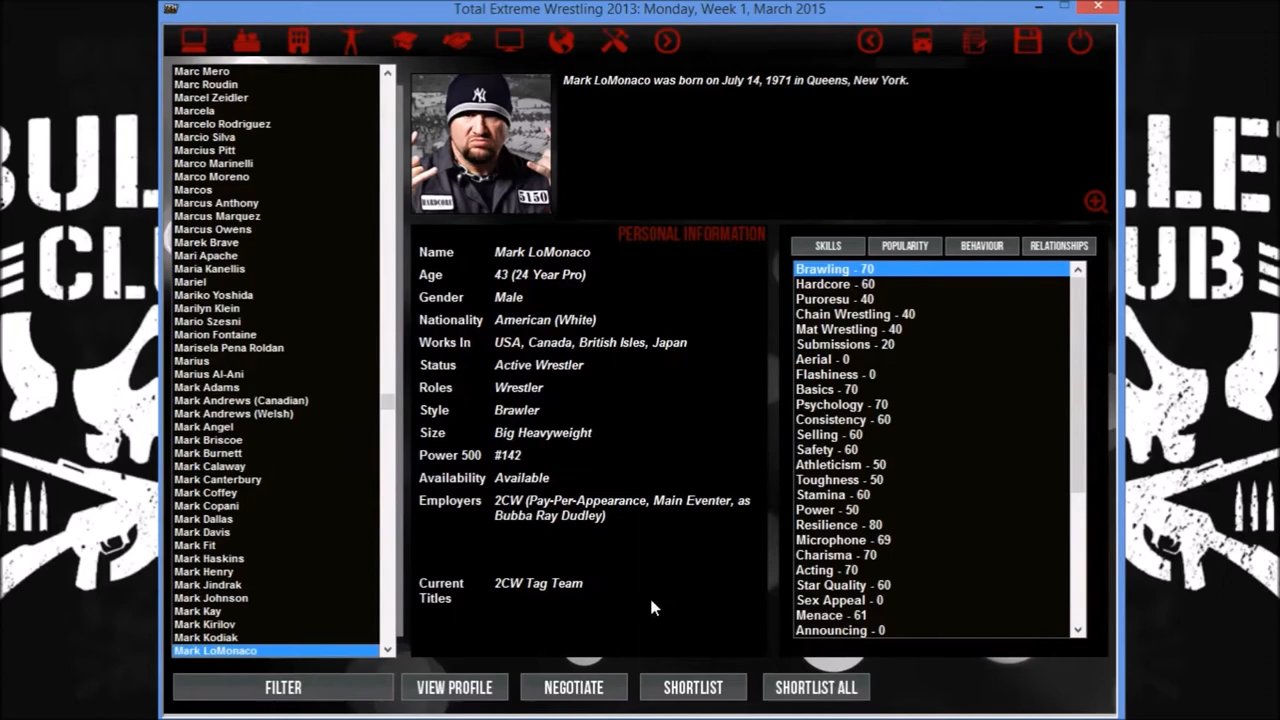 Total Extreme Wrestling 2013: Monday, Week 1, March 2015
Marc Mero
Marc Roudin
Marcel Zeidler
Marcela
Marcelo Rodriguez
Marcio Silva
Marcius Pitt
Marco Marinelli
Marco Moreno
Marcos
Marcus Anthony
Marcus Marquez
Marcus Owens
Marek Brave
Mari Apache
Maria Kanellis
Mariel
Mariko Yoshida
Marilyn Klein
Mario Szesni
Marion Fontaine
Marisela Pena Roldan
Marius
Marius Al-Ani
Mark Adams
Mark Andrews (Canadian)
Mark Andrews (Welsh)
Mark Angel
Mark Briscoe
Mark Burnett
Mark Calaway
Mark Canterbury
Mark Coffey
Mark Copani
Mark Dallas
Mark Davis
Mark Fit
Mark Haskins
Mark Henry
Mark Jindrak
Mark Johnson
Mark Kay
Mark Kirilov
Mark Kodiak
Mark LoMonaco
HARDCORE
5150
Mark LoMonaco was born on July 14, 1971 in Queens, New York.
PERSONAL INFORMATION
Name Mark LoMonaco
Age 43 (24 Year Pro)
Gender Male
Nationality American (White)
Works In USA, Canada, British Isles, Japan
Status Active Wrestler
Roles Wrestler
Style Brawler
Size Big Heavyweight
Power 500 #142
Availability Available
Employers 2CW (Pay-Per-Appearance, Main Eventer, as
Bubba Ray Dudley)
Current 2CW Tag Team
Titles
SKILLS POPULARITY BEHAVIOUR RELATIONSHIPS
Brawling - 70
Hardcore - 60
Puroresu - 40
Chain Wrestling - 40
Mat Wrestling - 40
Submissions - 20
Aerial - 0
Flashiness - 0
Basics - 70
Psychology - 70
Consistency - 60
Selling - 60
Safety - 60
Athleticism - 50
Toughness - 50
Stamina - 60
Power - 50
Resilience - 80
Microphone - 69
Charisma - 70
Acting - 70
Star Quality - 60
Sex Appeal - 0
Menace - 61
Announcing - 0
FILTER VIEW PROFILE NEGOTIATE SHORTLIST SHORTLIST ALL